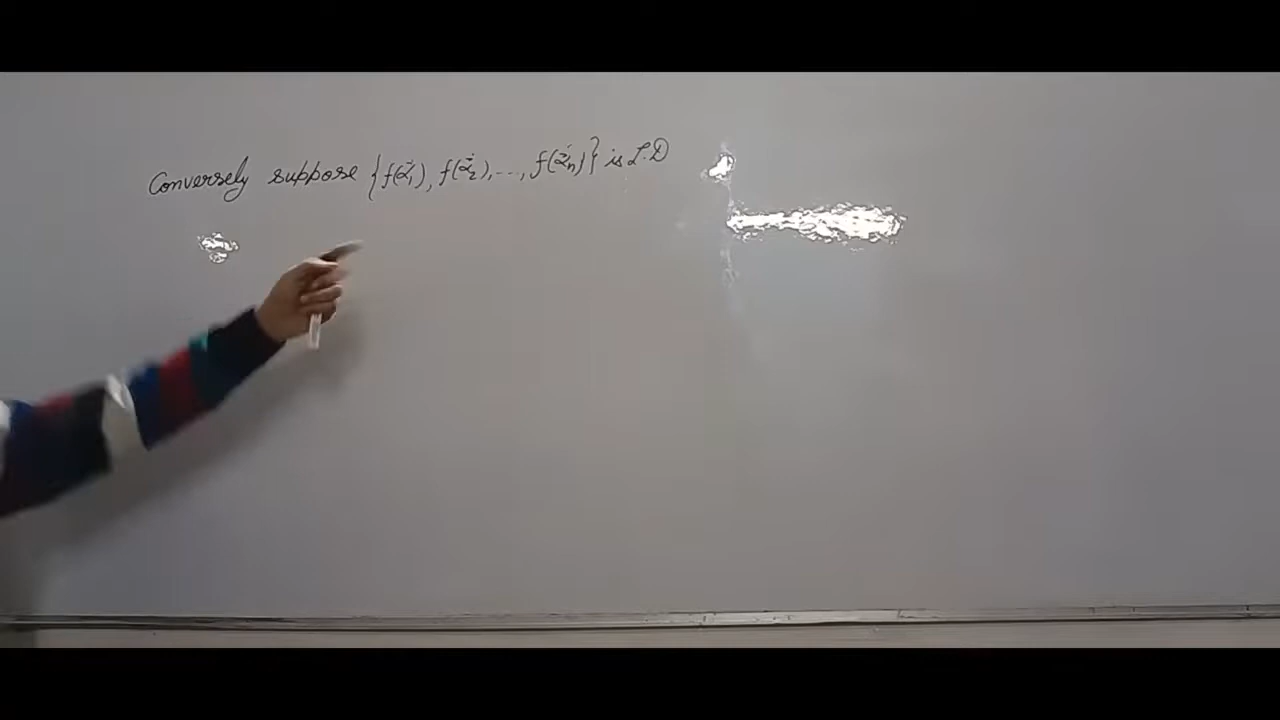 Conversely suppose {f(α₁), f(α₂), ..., f(αₙ)} is L.D